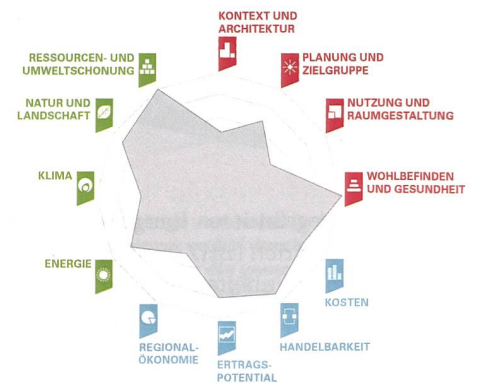 KONTEXT UND
ARCHITEKTUR
PLANUNG UND
ZIELGRUPPE
NUTZUNG UND
RAUMGESTALTUNG
WOHLBEFINDEN
UND GESUNDHEIT
KOSTEN
HANDELBARKEIT
ERTRAGS-
POTENTIAL
REGIONAL-
ÖKONOMIE
ENERGIE
KLIMA
NATUR UND
LANDSCHAFT
RESSOURCEN- UND
UMWELTSCHONUNG